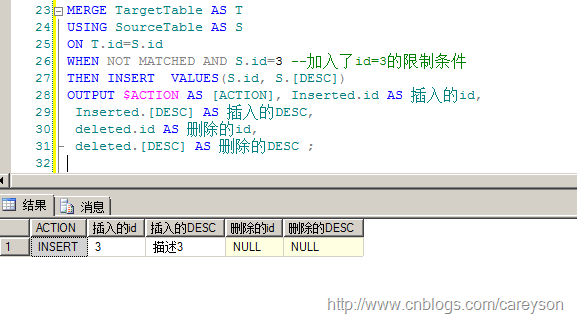 23 MERGE TargetTable AS T
24 USING SourceTable AS S
25 ON T.id=S.id
26 WHEN NOT MATCHED AND S.id=3 --加入了id=3的限制条件
27 THEN INSERT  VALUES(S.id, S.[DESC])
28 OUTPUT $ACTION AS [ACTION], Inserted.id AS 插入的id,
29  Inserted.[DESC] AS 插入的DESC,
30  deleted.id AS 删除的id,
31  deleted.[DESC] AS 删除的DESC ;
32
结果 消息
ACTION 插入的id 插入的DESC 删除的id 删除的DESC
1 INSERT 3 描述3 NULL NULL
http://www.cnblogs.com/careyson